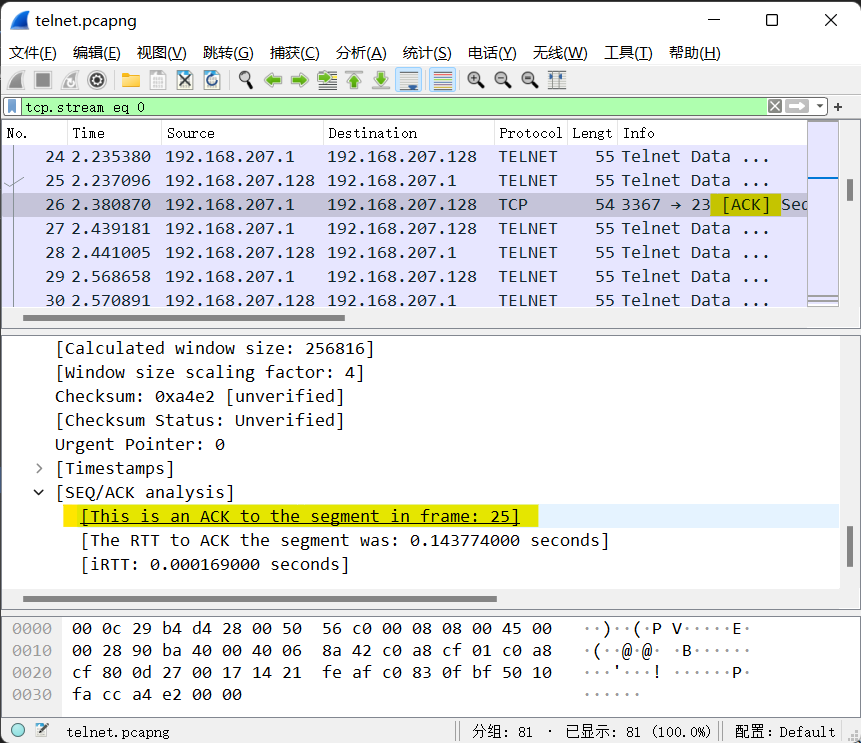 telnet.pcapng
文件(F) 编辑(E) 视图(V) 跳转(G) 捕获(C) 分析(A) 统计(S) 电话(Y) 无线(W) 工具(T) 帮助(H)
tcp.stream eq 0
No. Time Source Destination Protocol Lengt Info
24 2.235380 192.168.207.1 192.168.207.128 TELNET 55 Telnet Data ...
25 2.237096 192.168.207.128 192.168.207.1 TELNET 55 Telnet Data ...
26 2.380870 192.168.207.1 192.168.207.128 TCP 54 3367 → 23 [ACK] Sec
27 2.439181 192.168.207.1 192.168.207.128 TELNET 55 Telnet Data ...
28 2.441005 192.168.207.128 192.168.207.1 TELNET 55 Telnet Data ...
29 2.568658 192.168.207.1 192.168.207.128 TELNET 55 Telnet Data ...
30 2.570891 192.168.207.128 192.168.207.1 TELNET 55 Telnet Data ...
[Calculated window size: 256816]
[Window size scaling factor: 4]
Checksum: 0xa4e2 [unverified]
[Checksum Status: Unverified]
Urgent Pointer: 0
[Timestamps]
[SEQ/ACK analysis]
[This is an ACK to the segment in frame: 25]
[The RTT to ACK the segment was: 0.143774000 seconds]
[iRTT: 0.000169000 seconds]
0000 00 0c 29 b4 d4 28 00 50 56 c0 00 08 08 00 45 00 ··)··(·P V·····E·
0010 00 28 90 ba 40 00 40 06 8a 42 c0 a8 cf 01 c0 a8 ·(··@·@· ·B······
0020 cf 80 0d 27 00 17 14 21 fe af c0 83 0f bf 50 10 ···'···! ······P·
0030 fa cc a4 e2 00 00 ······
telnet.pcapng 分组: 81 · 已显示: 81 (100.0%) 配置: Default